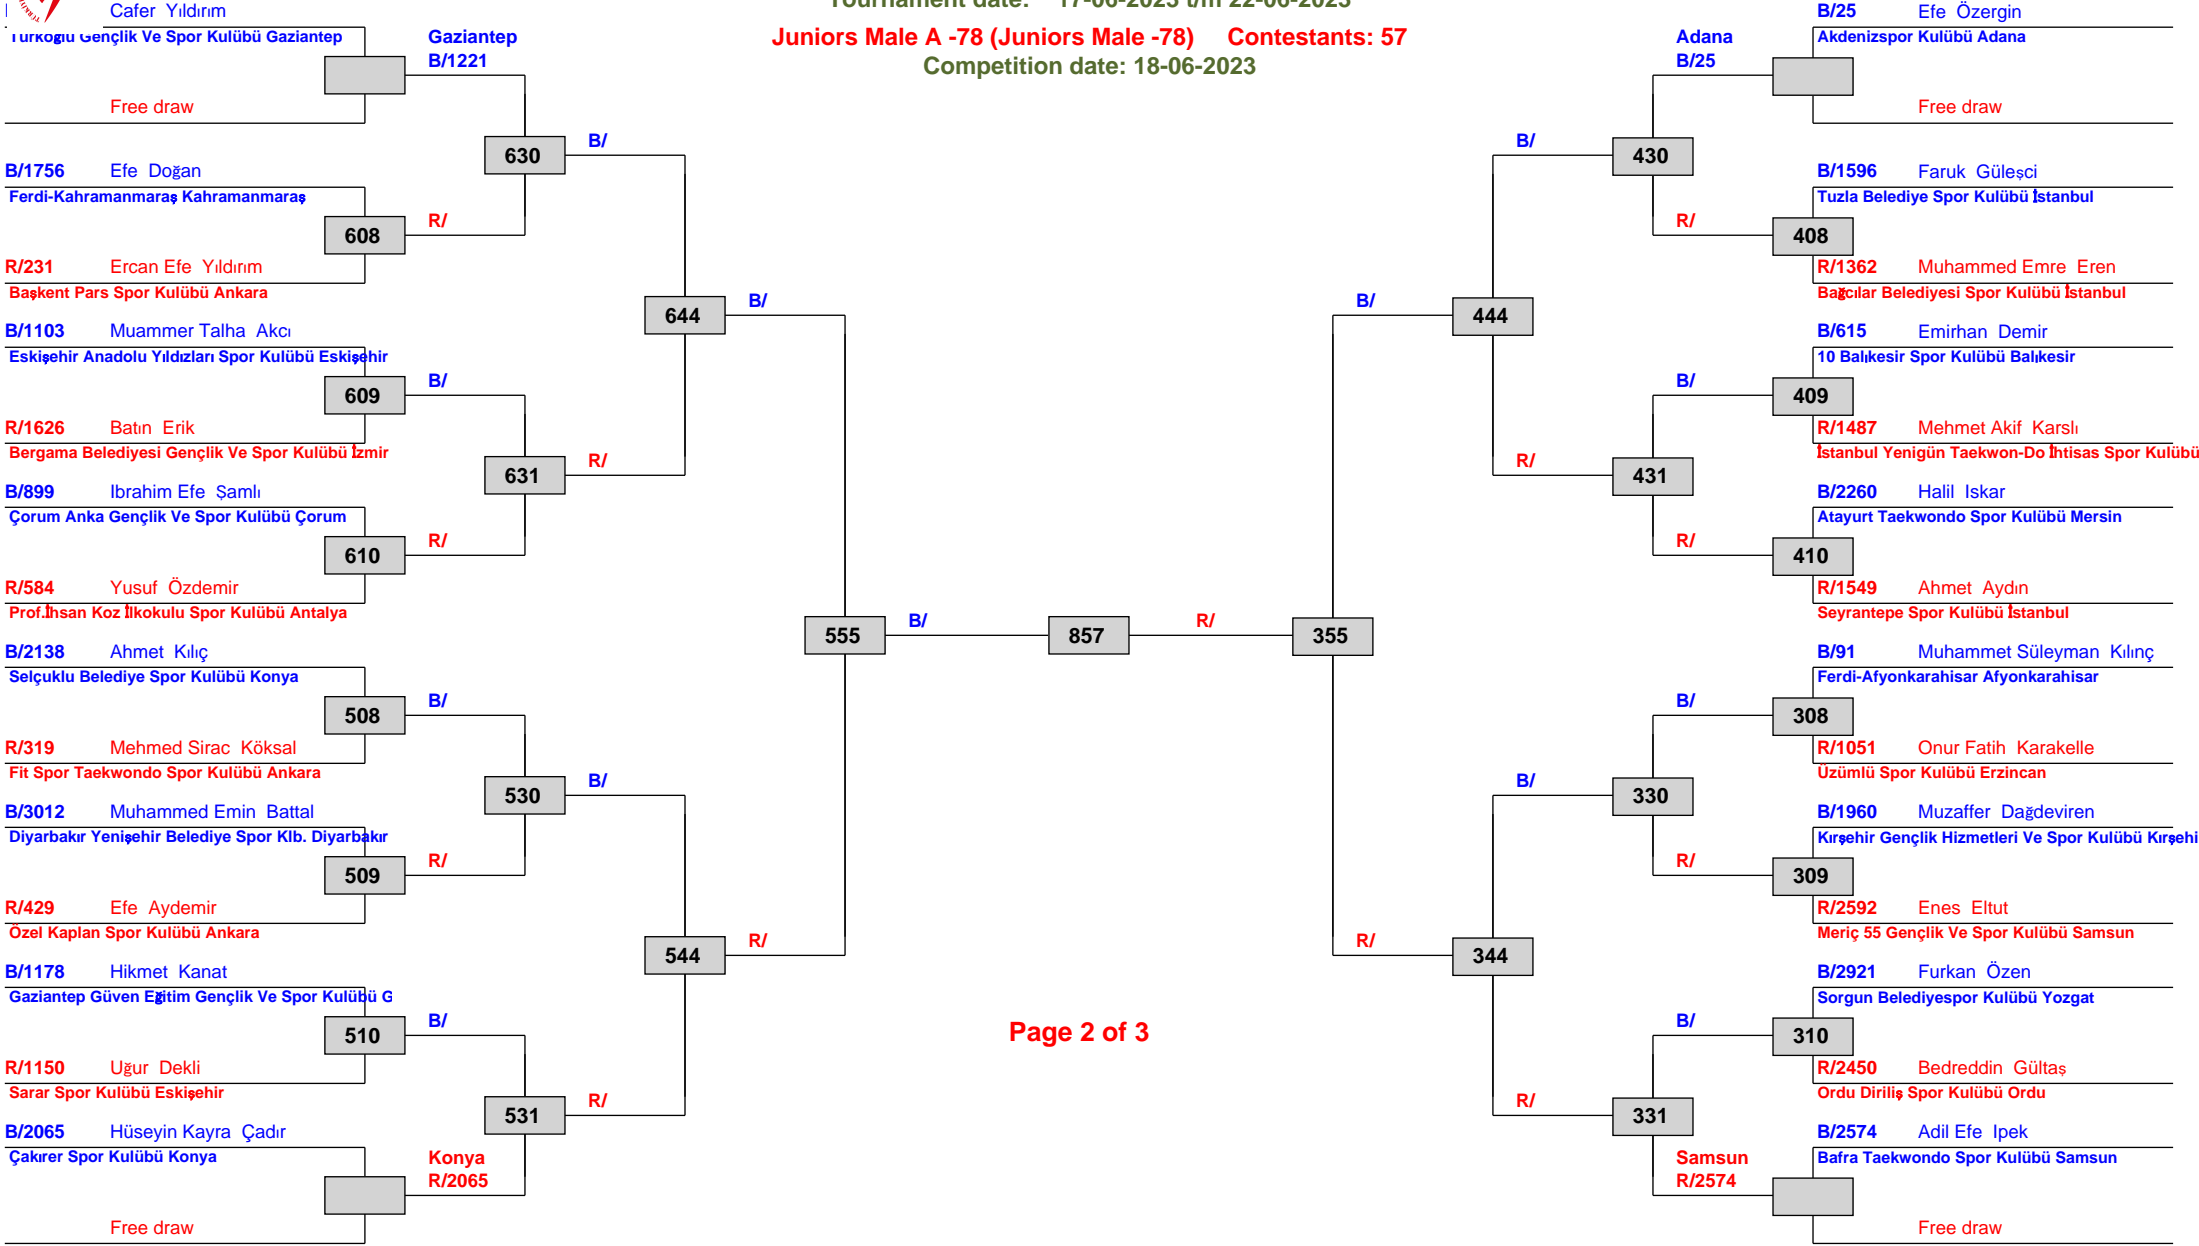 Tournament date: 17-06-2023 t/m 22-06-2023
Juniors Male A -78 (Juniors Male -78) Contestants: 57
Competition date: 18-06-2023
Cafer Yıldırım
Türkoğlu Gençlik Ve Spor Kulübü Gaziantep
Free draw
B/1756 Efe Doğan
Ferdi-Kahramanmaraş Kahramanmaraş
608
R/231 Ercan Efe Yıldırım
Başkent Pars Spor Kulübü Ankara
B/1103 Muammer Talha Akcı
Eskişehir Anadolu Yıldızları Spor Kulübü Eskişehir
609
R/1626 Batın Erik
Bergama Belediyesi Gençlik Ve Spor Kulübü İzmir
B/899 Ibrahim Efe Şamlı
Çorum Anka Gençlik Ve Spor Kulübü Çorum
610
R/584 Yusuf Özdemir
Prof.İhsan Koz İlkokulu Spor Kulübü Antalya
B/2138 Ahmet Kılıç
Selçuklu Belediye Spor Kulübü Konya
508
R/319 Mehmed Sirac Köksal
Fit Spor Taekwondo Spor Kulübü Ankara
B/3012 Muhammed Emin Battal
Diyarbakır Yenişehir Belediye Spor Klb. Diyarbakır
509
R/429 Efe Aydemir
Özel Kaplan Spor Kulübü Ankara
B/1178 Hikmet Kanat
Gaziantep Güven Eğitim Gençlik Ve Spor Kulübü G
510
R/1150 Uğur Dekli
Sarar Spor Kulübü Eskişehir
B/2065 Hüseyin Kayra Çadır
Çakırer Spor Kulübü Konya
Free draw
Gaziantep
B/1221
630
R/
B/
631
R/
B/
530
R/
B/
531
Konya
R/2065
B/
644
R/
B/
544
R/
B/
555
R/
B/
857
R/
355
B/
R/
B/
444
R/
B/
344
R/
Adana
B/25
430
R/
B/
431
R/
B/
330
R/
B/
331
Samsun
R/2574
B/25 Efe Özergin
Akdenizspor Kulübü Adana
Free draw
B/1596 Faruk Güleşci
Tuzla Belediye Spor Kulübü İstanbul
408
R/1362 Muhammed Emre Eren
Bağcılar Belediyesi Spor Kulübü İstanbul
B/615 Emirhan Demir
10 Balıkesir Spor Kulübü Balıkesir
409
R/1487 Mehmet Akif Karslı
İstanbul Yenigün Taekwon-Do İhtisas Spor Kulübü
B/2260 Halil Iskar
Atayurt Taekwondo Spor Kulübü Mersin
410
R/1549 Ahmet Aydın
Seyrantepe Spor Kulübü İstanbul
B/91 Muhammet Süleyman Kılınç
Ferdi-Afyonkarahisar Afyonkarahisar
308
R/1051 Onur Fatih Karakelle
Üzümlü Spor Kulübü Erzincan
B/1960 Muzaffer Dağdeviren
Kırşehir Gençlik Hizmetleri Ve Spor Kulübü Kırşehi
309
R/2592 Enes Eltut
Meriç 55 Gençlik Ve Spor Kulübü Samsun
B/2921 Furkan Özen
Sorgun Belediyespor Kulübü Yozgat
310
R/2450 Bedreddin Gültaş
Ordu Diriliş Spor Kulübü Ordu
B/2574 Adil Efe Ipek
Bafra Taekwondo Spor Kulübü Samsun
Free draw
Page 2 of 3